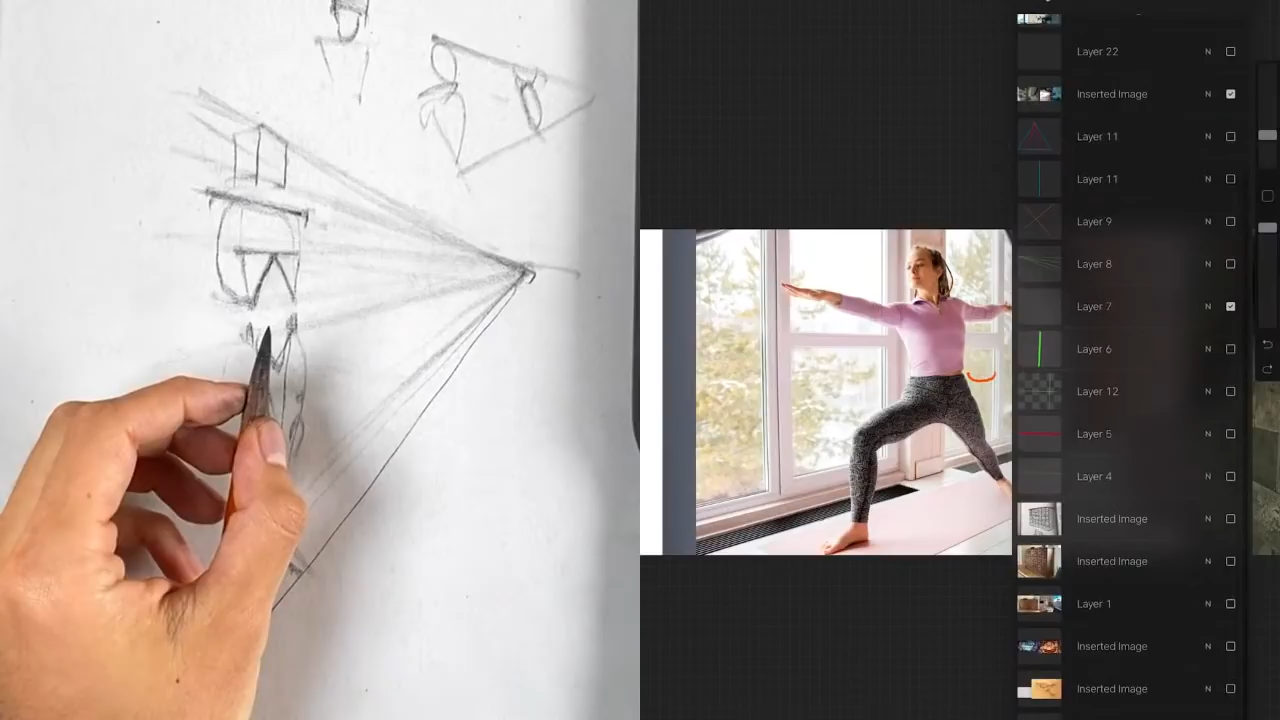 Layer 22 N
Inserted Image N
Layer 11 N
Layer 11 N
Layer 9 N
Layer 8 N
Layer 7 N
Layer 6 N
Layer 12 N
Layer 5 N
Layer 4 N
Inserted Image N
Inserted Image N
Layer 1 N
Inserted Image N
Inserted Image N